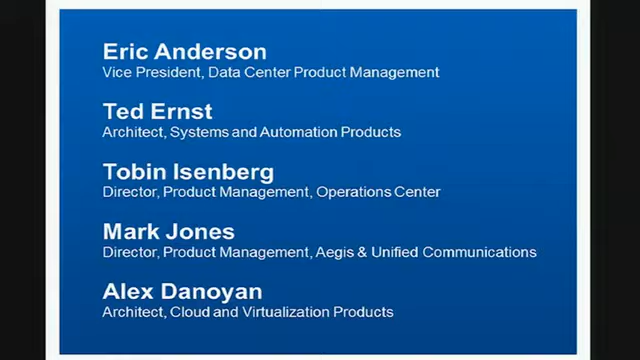 Eric Anderson
Vice President, Data Center Product Management
Ted Ernst
Architect, Systems and Automation Products
Tobin Isenberg
Director, Product Management, Operations Center
Mark Jones
Director, Product Management, Aegis & Unified Communications
Alex Danoyan
Architect, Cloud and Virtualization Products